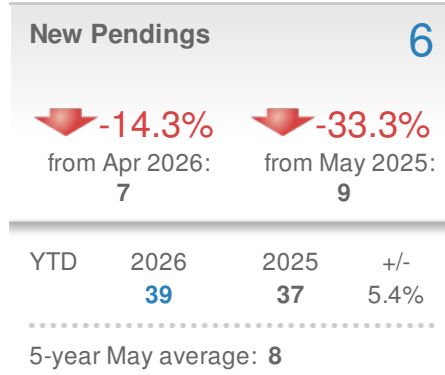 New Pendings 6
-14.3% -33.3%
from Apr 2026: from May 2025:
7 9
YTD 2026 2025 +/-
39 37 5.4%
5-year May average: 8